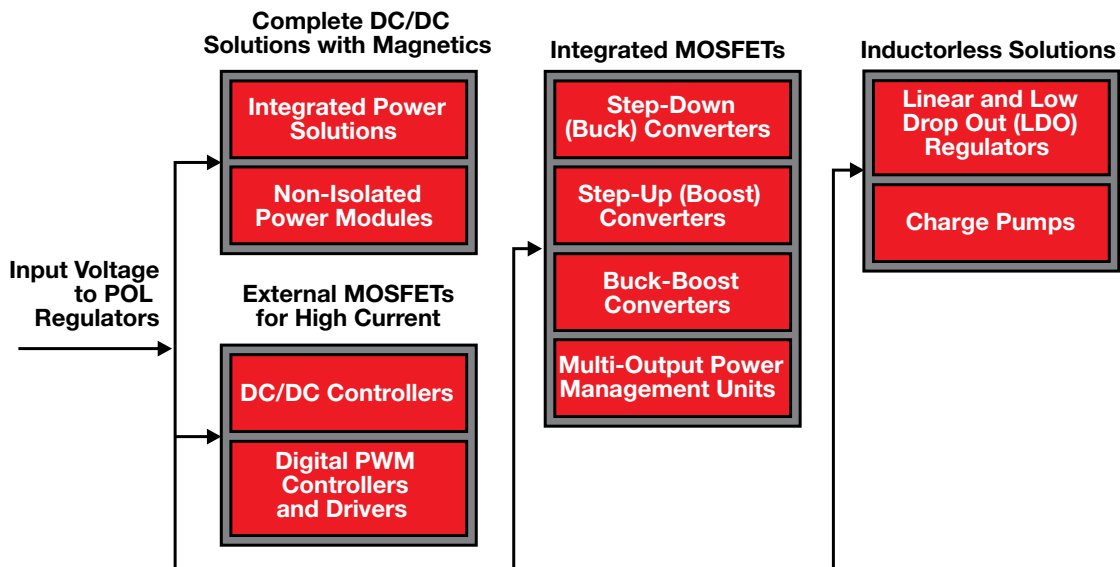 Input Voltage
to POL
Regulators
Complete DC/DC
Solutions with Magnetics
Integrated Power
Solutions
Non-Isolated
Power Modules
External MOSFETs
for High Current
DC/DC Controllers
Digital PWM
Controllers
and Drivers
Integrated MOSFETs
Step-Down
(Buck) Converters
Step-Up (Boost)
Converters
Buck-Boost
Converters
Multi-Output Power
Management Units
Inductorless Solutions
Linear and Low
Drop Out (LDO)
Regulators
Charge Pumps